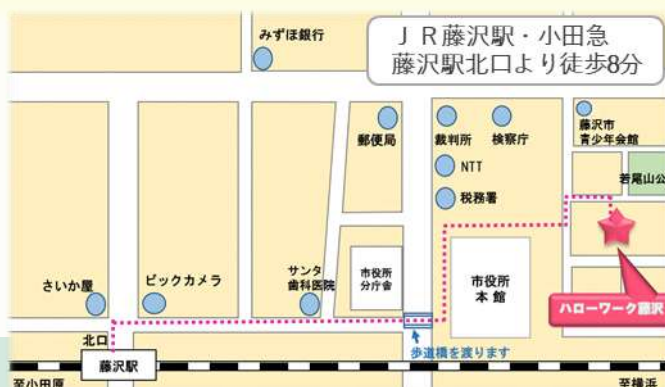 ＪＲ藤沢駅・小田急
藤沢駅北口より徒歩8分
みずほ銀行
郵便局
裁判所
検察庁
藤沢市
青少年会館
NTT
若尾山公
税務署
さいか屋
ビックカメラ
サンタ
歯科医院
市役所
分庁舎
市役所
本館
ハローワーク藤沢
北口
藤沢駅
歩道橋を渡ります
至小田原
至横浜